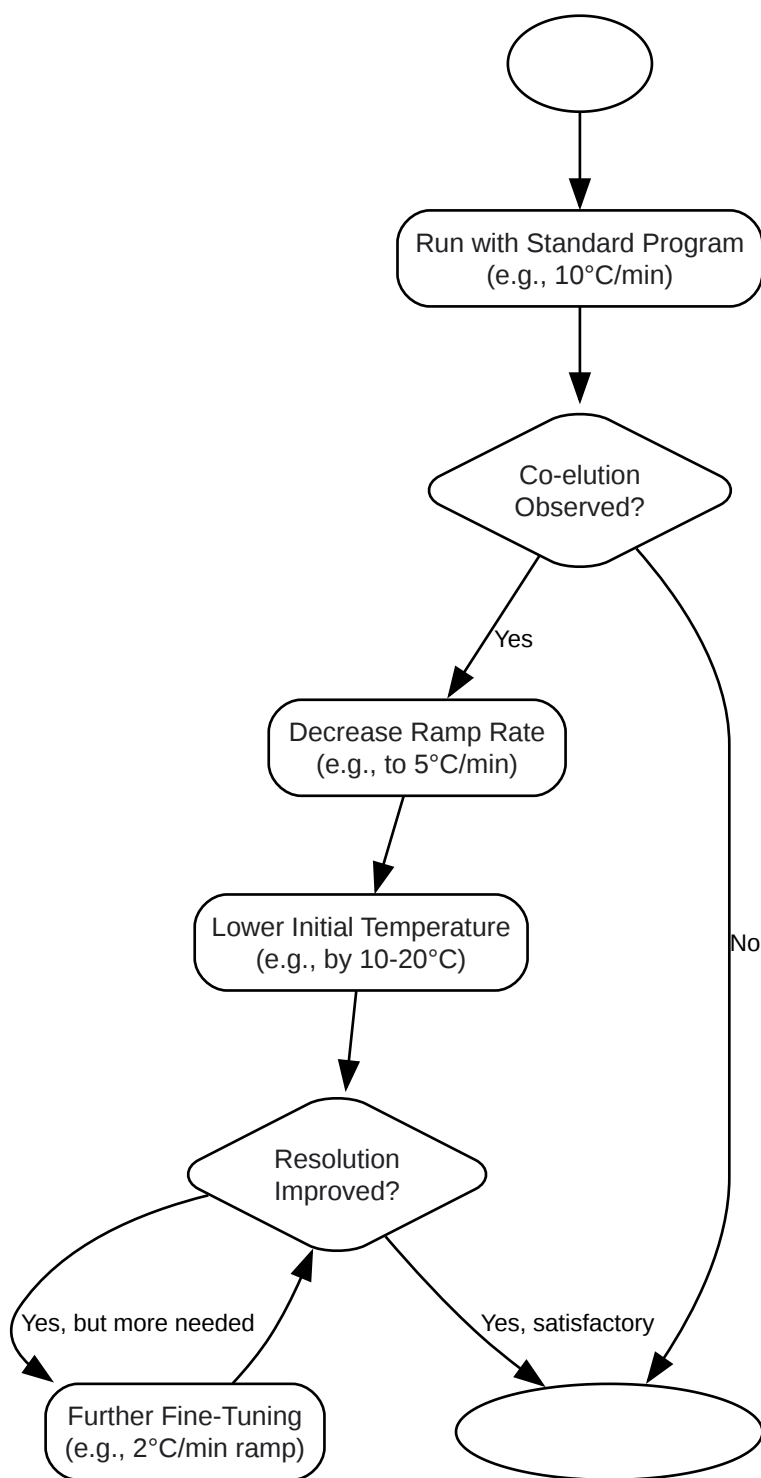 Run with Standard Program
(e.g., 10°C/min)
Co-elution
Observed?
Yes
Decrease Ramp Rate
(e.g., to 5°C/min)
Lower Initial Temperature
(e.g., by 10-20°C)
No
Resolution
Improved?
Yes, but more needed
Yes, satisfactory
Further Fine-Tuning
(e.g., 2°C/min ramp)